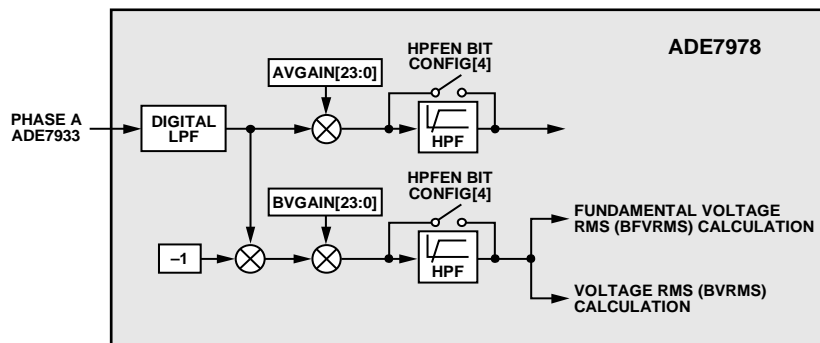 ADE7978
HPFEN BIT
CONFIG[4]
AVGAIN[23:0]
PHASE A
ADE7933
DIGITAL
LPF
HPF
HPFEN BIT
CONFIG[4]
BVGAIN[23:0]
–1
HPF
FUNDAMENTAL VOLTAGE
RMS (BFVRMS) CALCULATION
VOLTAGE RMS (BVRMS)
CALCULATION